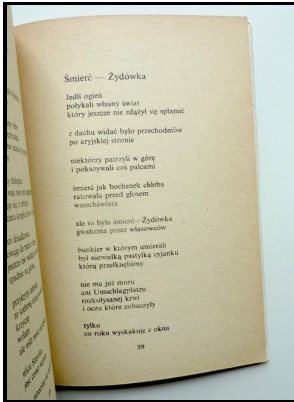 Śmierć — Żydówka
Jedli ogień
połykali własny świat
który jeszcze nie zdążył się splamić
z dachu widać było przechodniów
po aryjskiej stronie
niektórzy patrzyli w górę
i pokazywali coś palcami
śmierć jak bochenek chleba
ratowała przed głosem
wszechświata
ale to była śmierć—Żydówka
gwałcona przez własowców
bunkier w którym umierali
był niewielką pastylką cyjanku
którą przełknęliśmy
nie ma już muru
ani Umschlagplatzu
rozkołysanej krwi
i oczu które zobaczyły
tylko
co roku wyskakuję z okna
39